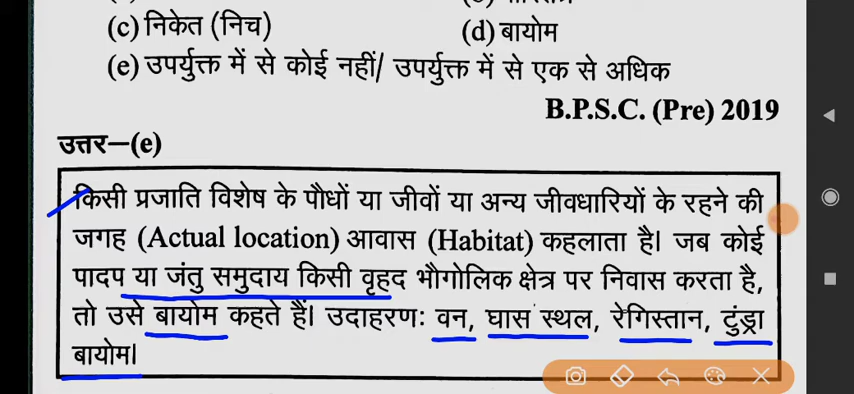 (c) निकेत (निच)
(d) बायोम
(e) उपर्युक्त में से कोई नहीं/ उपर्युक्त में से एक से अधिक
B.P.S.C. (Pre) 2019
उत्तर–(e)
किसी प्रजाति विशेष के पौधों या जीवों या अन्य जीवधारियों के रहने की
जगह (Actual location) आवास (Habitat) कहलाता है। जब कोई
पादप या जंतु समुदाय किसी वृहद भौगोलिक क्षेत्र पर निवास करता है,
तो उसे बायोम कहते हैं। उदाहरण: वन, घास स्थल, रेगिस्तान, टुंड्रा
बायोम।